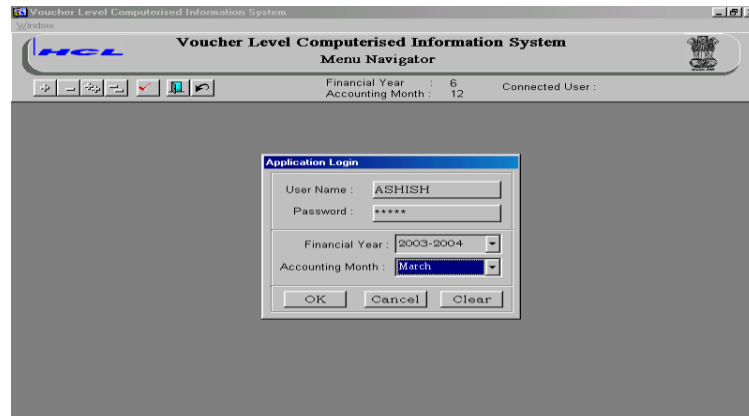 Voucher Level Computerised Information System
Window
HCL
Voucher Level Computerised Information System
Menu Navigator
Financial Year : 6
Accounting Month : 12
Connected User :
Application Login
User Name : ASHISH
Password : *****
Financial Year : 2003-2004
Accounting Month : March
OK Cancel Clear